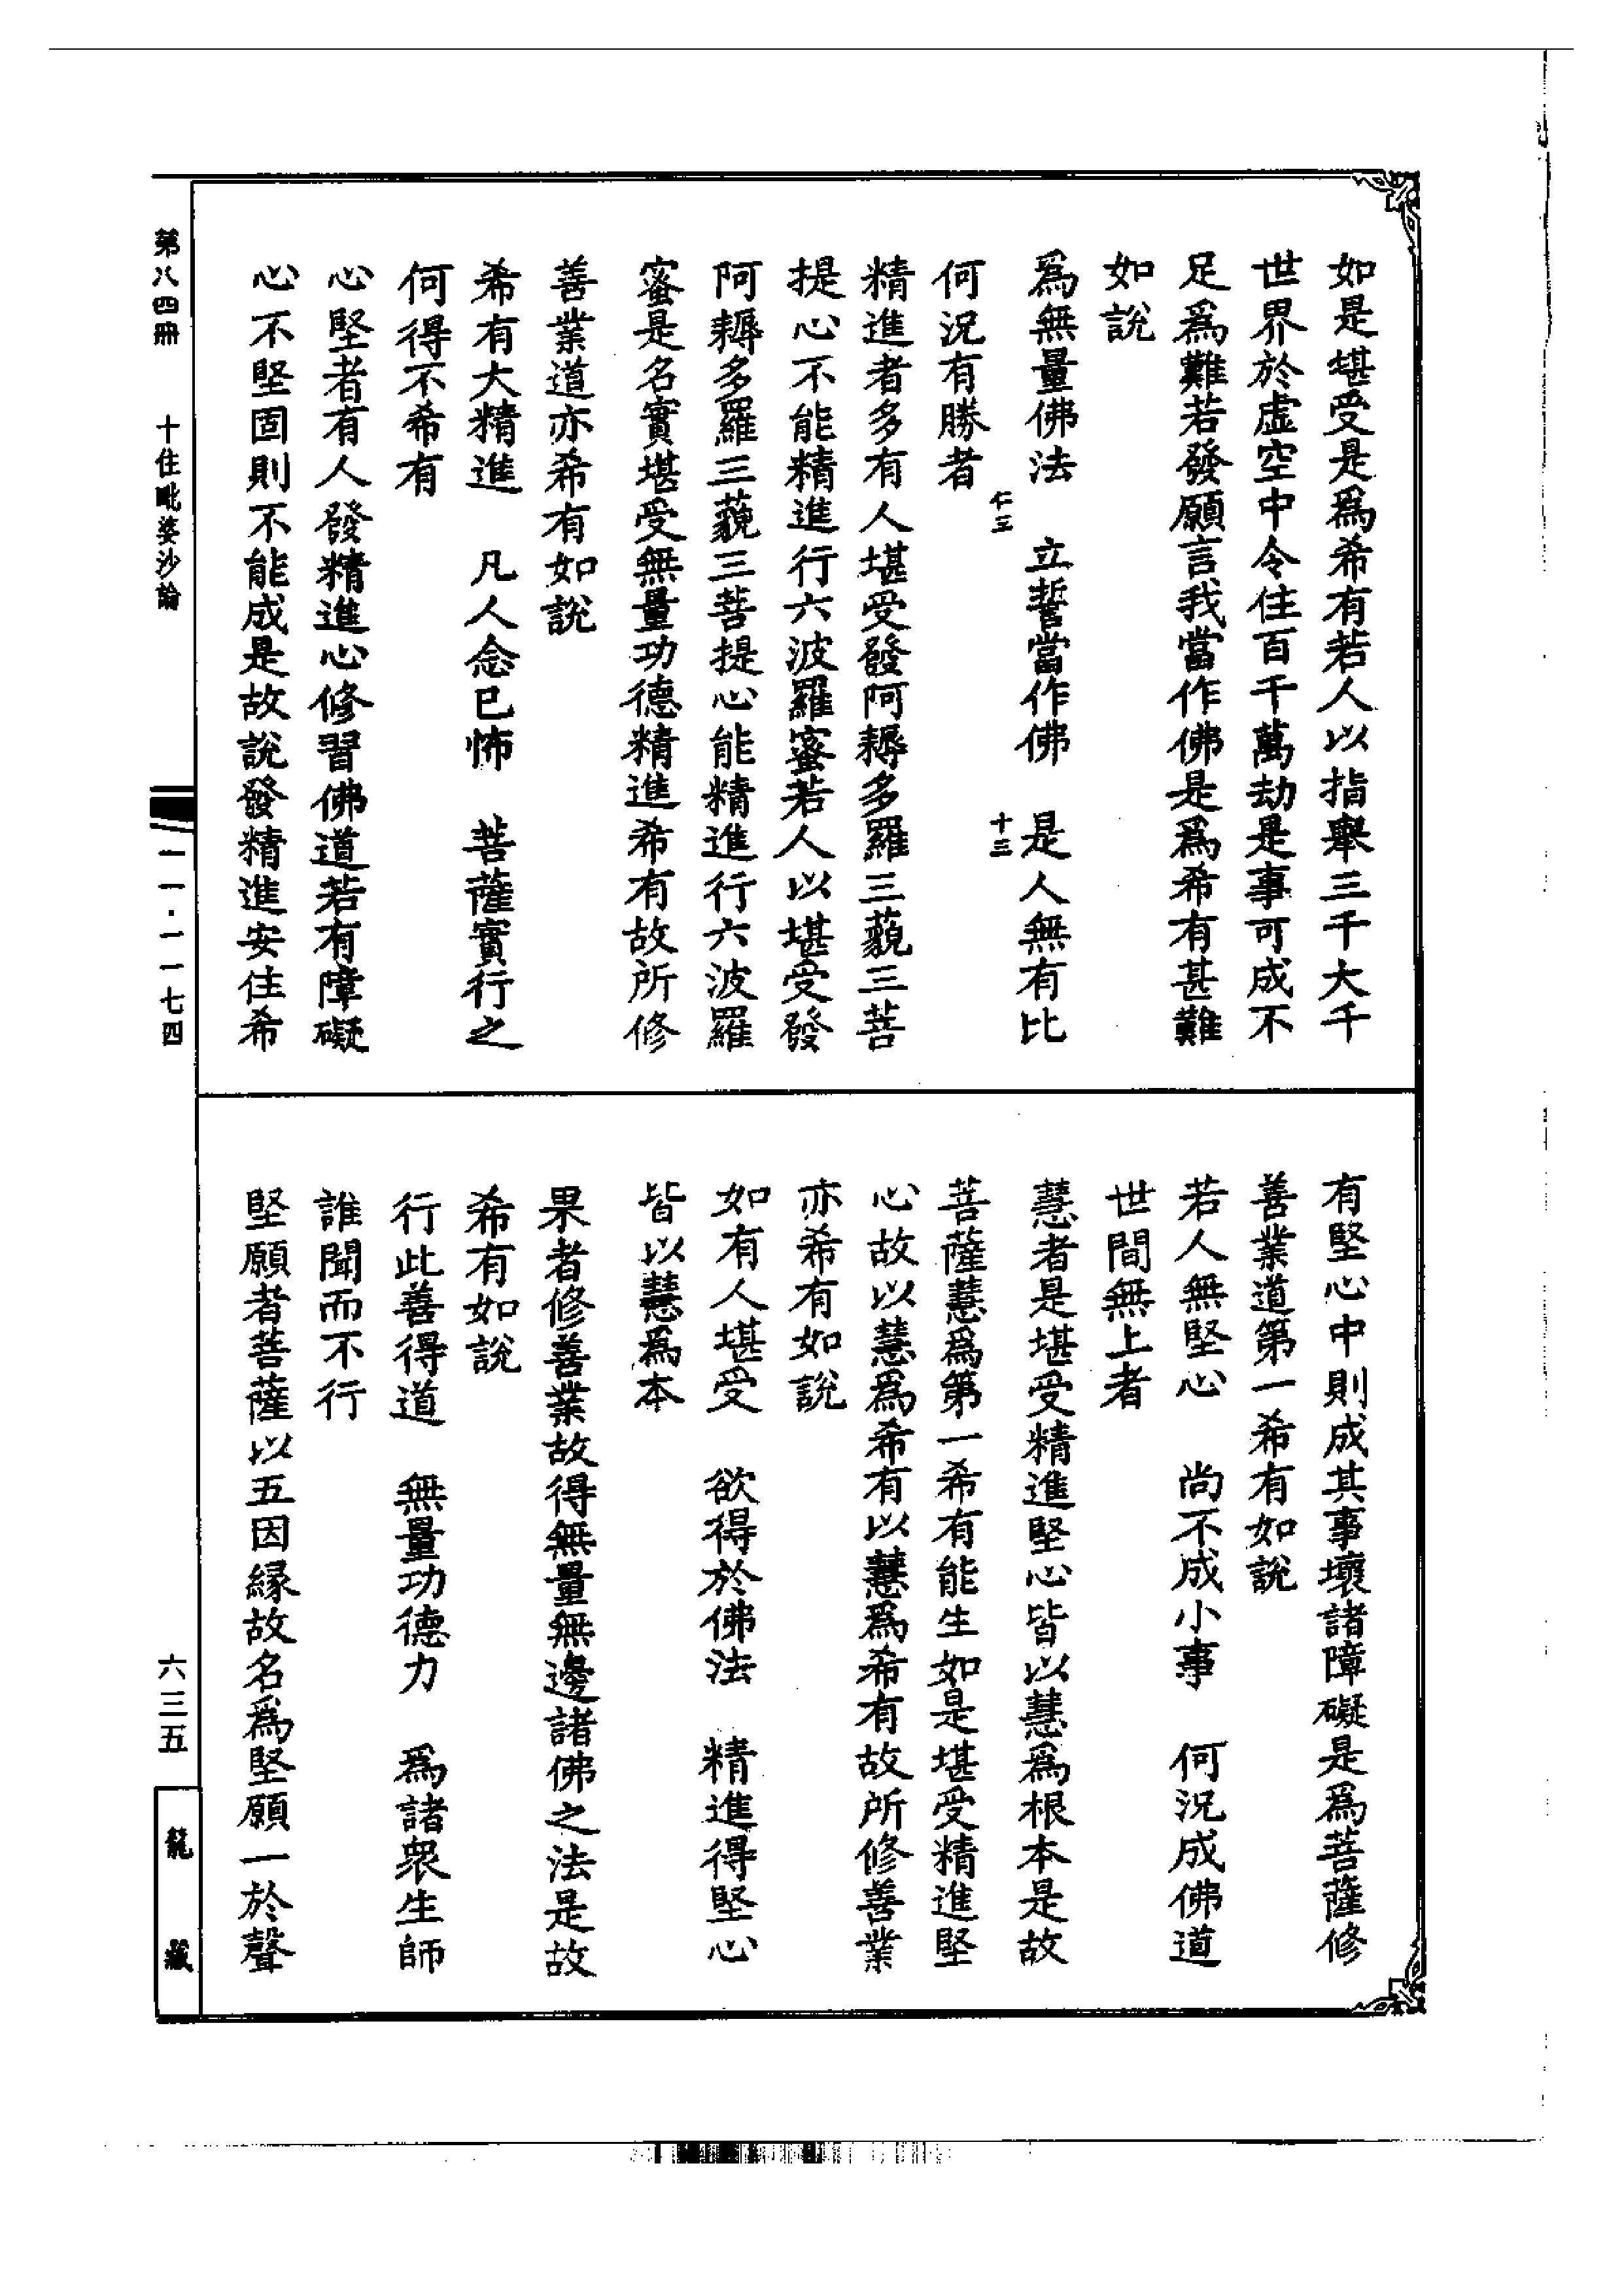 如是堪受是爲希有若人以指擧三千大千
世界於虛空中令住百千萬劫是事可成不
足爲難若發願言我當作佛是爲希有甚難
如說
爲無量佛法　立誓當作佛　是人無有比
仁三　十三
何況有勝者
精進者多有人堪受發阿耨多羅三藐三菩
提心不能精進行六波羅蜜若人以堪受發
阿耨多羅三藐三菩提心能精進行六波羅
蜜是名實堪受無量功德精進希有故所修
善業道亦希有如說
希有大精進　凡人念已怖　菩薩實行之
何得不希有
心堅者有人發精進心修習佛道若有障礙
心不堅固則不能成是故說發精進安住希
有堅心中則成其事壞諸障礙是爲菩薩修
善業道第一希有如說
若人無堅心　尚不成小事　何況成佛道
世間無上者
慧者是堪受精進堅心皆以慧爲根本是故
菩薩慧爲第一希有能生如是堪受精進堅
心故以慧爲希有以慧爲希有故所修善業
亦希有如說
如有人堪受　欲得於佛法　精進得堅心
皆以慧爲本
果者修善業故得無量無邊諸佛之法是故
希有如說
行此善得道　無量功德力　爲諸衆生師
誰聞而不行
堅願者菩薩以五因緣故名爲堅願一於聲
第八四冊　十住毗婆沙論　一一·一一七四　六三五　龍藏